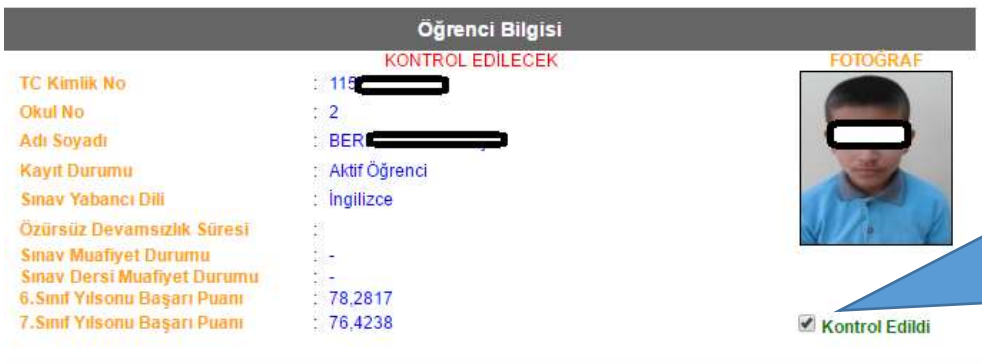 Öğrenci Bilgisi
KONTROL EDİLECEK
FOTOĞRAF
TC Kimlik No : 115
Okul No : 2
Adı Soyadı : BER
Kayıt Durumu : Aktif Öğrenci
Sınav Yabancı Dili : İngilizce
Özürsüz Devamsızlık Süresi :
Sınav Muafiyet Durumu : -
Sınav Dersi Muafiyet Durumu : -
6.Sınıf Yılsonu Başarı Puanı : 78,2817
7.Sınıf Yılsonu Başarı Puanı : 76,4238
Kontrol Edildi